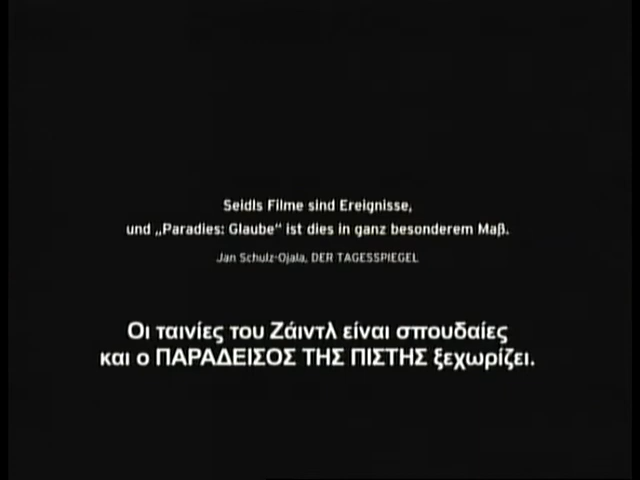 Seidls Filme sind Ereignisse,
und „Paradies: Glaube“ ist dies in ganz besonderem Maß.
Jan Schulz-Ojala, DER TAGESSPIEGEL
Οι ταινίες του Ζάιντλ είναι σπουδαίες
και ο ΠΑΡΑΔΕΙΣΟΣ ΤΗΣ ΠΙΣΤΗΣ ξεχωρίζει.